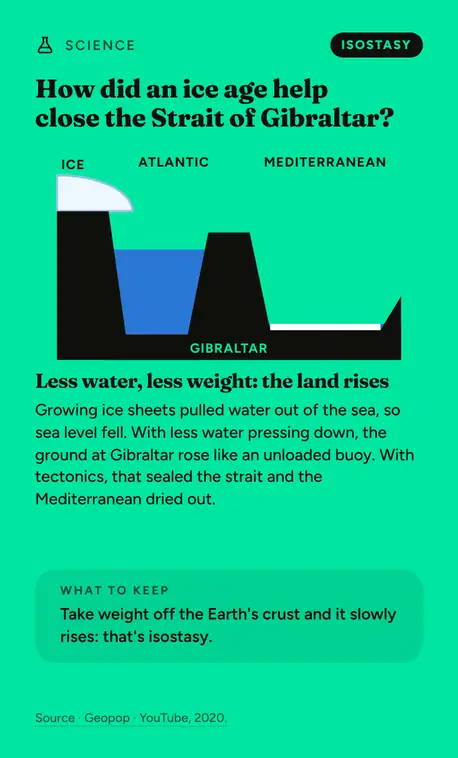 SCIENCE
ISOSTASY
How did an ice age help
close the Strait of Gibraltar?
ICE
ATLANTIC
MEDITERRANEAN
GIBRALTAR
Less water, less weight: the land rises
Growing ice sheets pulled water out of the sea, so
sea level fell. With less water pressing down, the
ground at Gibraltar rose like an unloaded buoy. With
tectonics, that sealed the strait and the
Mediterranean dried out.
WHAT TO KEEP
Take weight off the Earth's crust and it slowly
rises: that's isostasy.
Source · Geopop · YouTube, 2020.